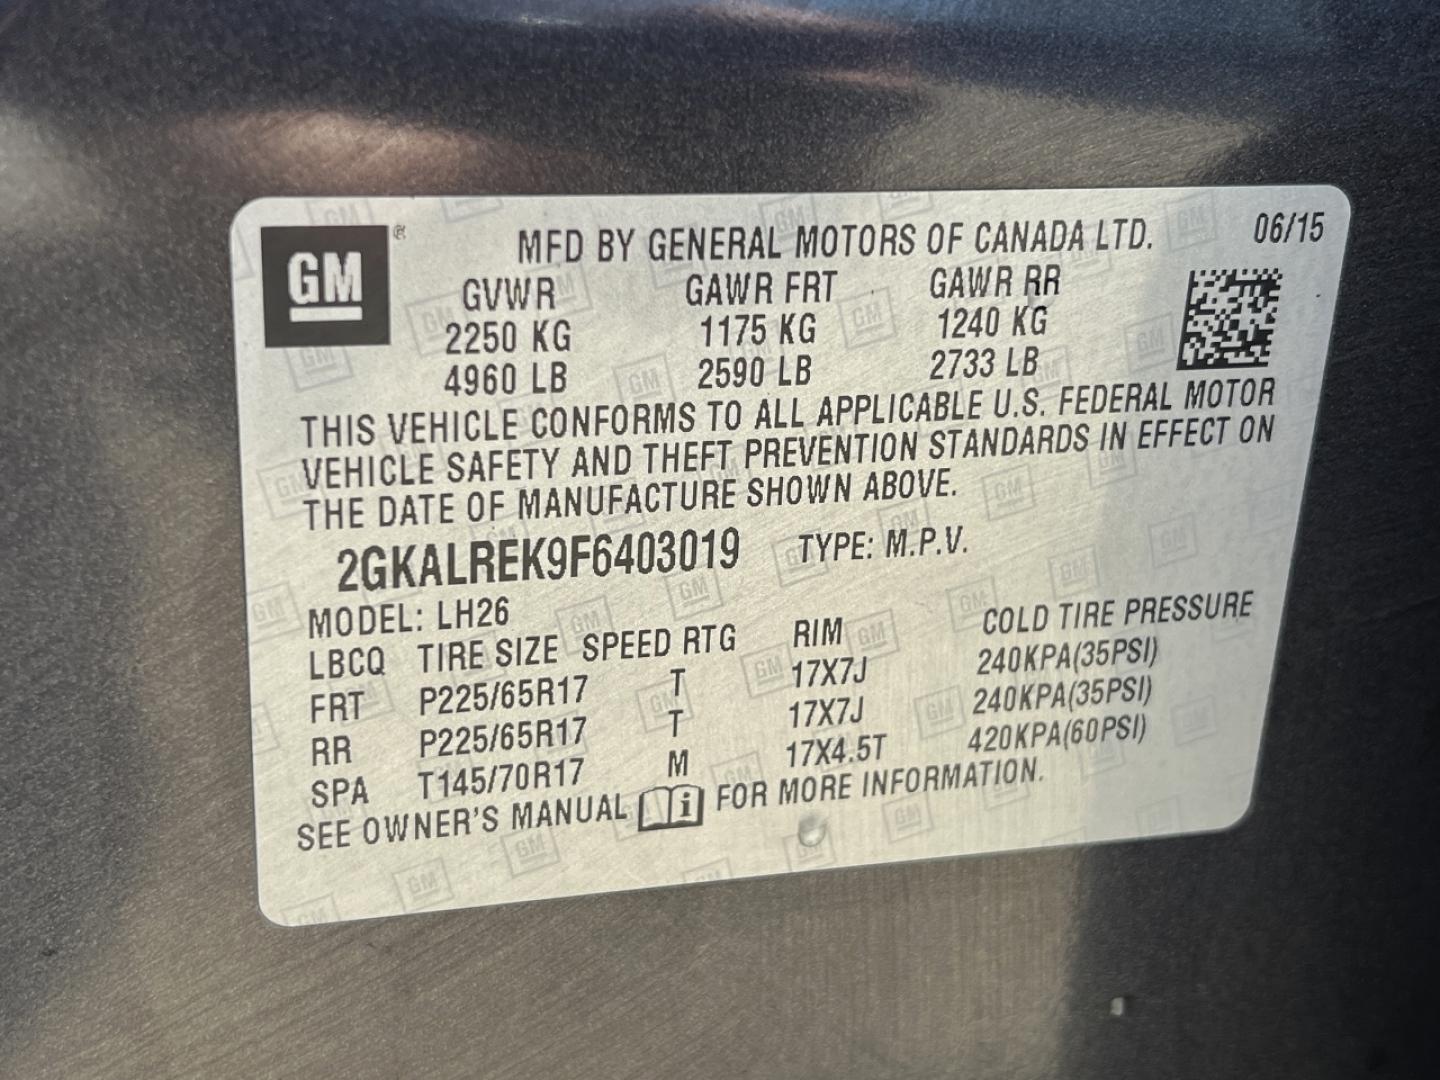 GM ®
MFD BY GENERAL MOTORS OF CANADA LTD. 06/15
GVWR GAWR FRT GAWR RR
2250 KG 1175 KG 1240 KG
4960 LB 2590 LB 2733 LB
THIS VEHICLE CONFORMS TO ALL APPLICABLE U.S. FEDERAL MOTOR
VEHICLE SAFETY AND THEFT PREVENTION STANDARDS IN EFFECT ON
THE DATE OF MANUFACTURE SHOWN ABOVE.
2GKALREK9F6403019 TYPE: M.P.V.
MODEL: LH26
LBCQ TIRE SIZE SPEED RTG RIM COLD TIRE PRESSURE
FRT P225/65R17 T 17X7J 240KPA(35PSI)
RR P225/65R17 T 17X7J 240KPA(35PSI)
SPA T145/70R17 M 17X4.5T 420KPA(60PSI)
SEE OWNER'S MANUAL i FOR MORE INFORMATION.